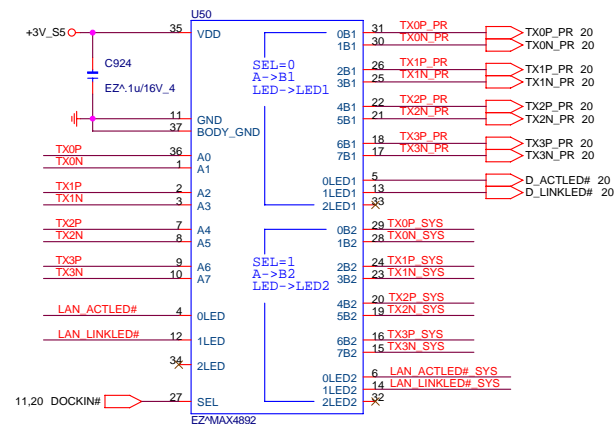 U50
+3V_S5
35
VDD
0B1
31
TX0P_PR
TX0P_PR 20
1B1
30
TX0N_PR
TX0N_PR 20
C924
EZ^.1u/16V_4
SEL=0
A->B1
LED->LED1
2B1
26
TX1P_PR
TX1P_PR 20
3B1
25
TX1N_PR
TX1N_PR 20
4B1
22
TX2P_PR
TX2P_PR 20
5B1
21
TX2N_PR
TX2N_PR 20
11
GND
37
BODY_GND
6B1
18
TX3P_PR
TX3P_PR 20
7B1
17
TX3N_PR
TX3N_PR 20
TX0P
36
A0
TX0N
1
A1
0LED1
5
D_ACTLED# 20
1LED1
13
D_LINKLED# 20
2LED1
33
TX1P
2
A2
TX1N
3
A3
TX2P
7
A4
TX2N
8
A5
0B2
29
TX0P_SYS
1B2
28
TX0N_SYS
TX3P
9
A6
TX3N
10
A7
SEL=1
A->B2
LED->LED2
2B2
24
TX1P_SYS
3B2
23
TX1N_SYS
4B2
20
TX2P_SYS
5B2
19
TX2N_SYS
LAN_ACTLED#
4
0LED
LAN_LINKLED#
12
1LED
34
2LED
6B2
16
TX3P_SYS
7B2
15
TX3N_SYS
0LED2
6
LAN_ACTLED#_SYS
1LED2
14
LAN_LINKLED#_SYS
2LED2
32
11,20 DOCKIN#
27
SEL
EZ^MAX4892